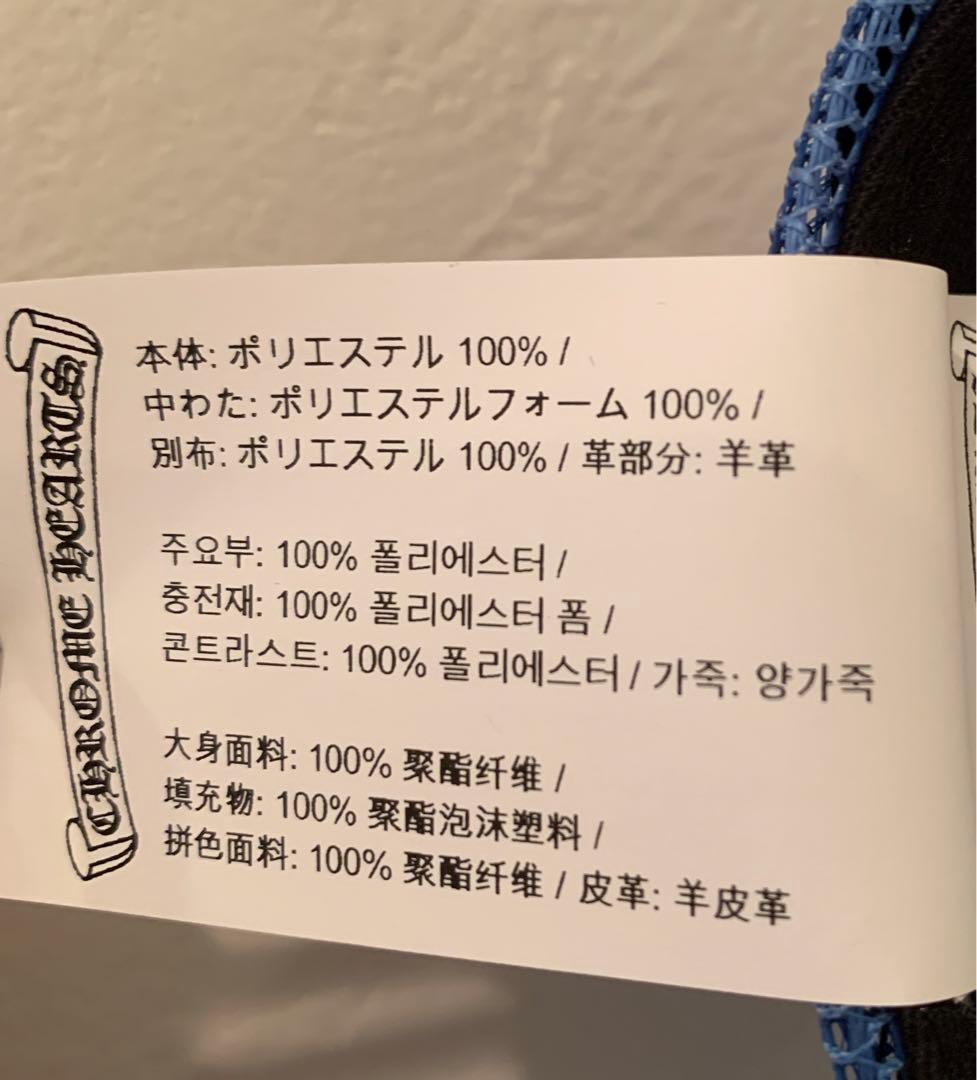 CHROME HEARTS
本体: ポリエステル 100% /
中わた: ポリエステルフォーム 100% /
別布: ポリエステル 100% / 革部分: 羊革
주요부: 100% 폴리에스터 /
충전재: 100% 폴리에스터 폼 /
콘트라스트: 100% 폴리에스터 / 가죽: 양가죽
大身面料: 100% 聚酯纤维 /
填充物: 100% 聚酯泡沫塑料 /
拼色面料: 100% 聚酯纤维 / 皮革: 羊皮革